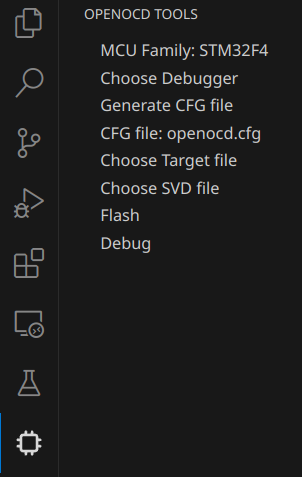 OPENOCD TOOLS
MCU Family: STM32F4
Choose Debugger
Generate CFG file
CFG file: openocd.cfg
Choose Target file
Choose SVD file
Flash
Debug